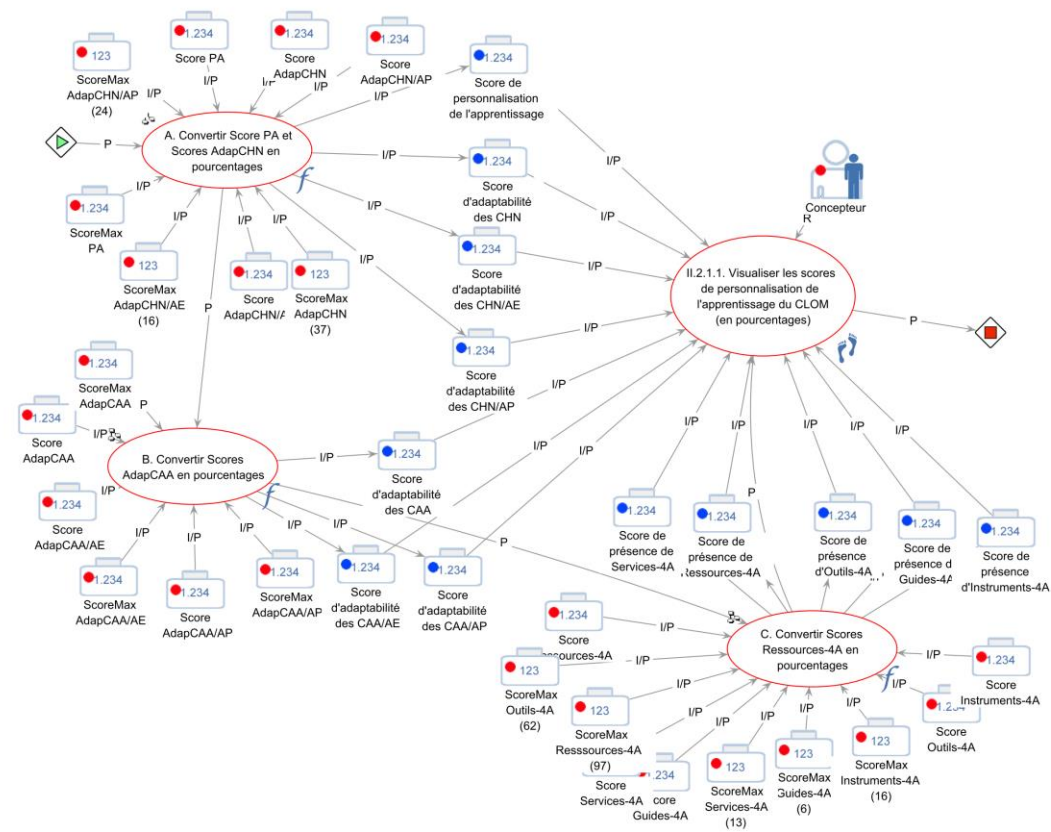 1.234
Score PA
1.234
Score
AdapCHN
1.234
Score
AdapCHN/AP
123
ScoreMax
AdapCHN/AP
(24)
1.234
Score de
personnalisation
de l'apprentissage
I/P
I/P
I/P
I/P
I/P
I/P
P
A. Convertir Score PA et
Scores AdapCHN en
pourcentages
I/P
1.234
Score
d'adaptabilité
des CHN
I/P
I/P
Concepteur
R
1.234
ScoreMax
PA
I/P
I/P
I/P
I/P
I/P
I/P
123
ScoreMax
AdapCHN/AE
(16)
1.234
Score
123
ScoreMax
AdapCHN
(37)
1.234
Score
d'adaptabilité
des CHN/AE
I/P
II.2.1.1. Visualiser les scores
de personnalisation de
l'apprentissage du CLOM
(en pourcentages)
P
P
I/P
1.234
Score
d'adaptabilité
des CHN/AP
I/P
I/P
1.234
ScoreMax
AdapCAA
P
1.234
Score
AdapCAA
I/P
B. Convertir Scores
AdapCAA en pourcentages
I/P
1.234
Score
d'adaptabilité
des CAA
I/P
I/P
I/P
I/P
I/P
I/P
I/P
P
I/P
1.234
Score
AdapCAA/AE
I/P
I/P
I/P
I/P
I/P
1.234
ScoreMax
AdapCAA/AE
1.234
Score
AdapCAA/AP
1.234
ScoreMax
AdapCAA/AP
1.234
Score
d'adaptabilité
des CAA/AE
1.234
Score
d'adaptabilité
des CAA/AP
P
1.234
Score de
présence de
Services-4A
1.234
Score de
présence de
1.234
Score de
présence
d'Outils-4A
1.234
Score de
Guides-4A
1.234
Score de
présence
d'Instruments-4A
1.234
Score
I/P
C. Convertir Scores
Ressources-4A en
pourcentages
I/P
1.234
Score
Instruments-4A
123
ScoreMax
Outils-4A
(62)
I/P
I/P
Score
Outils-4A
123
ScoreMax
Resssources-4A
(97)
I/P
I/P
I/P
I/P
I/P
I/P
Score
Services-4A
Guides-4A
123
ScoreMax
Services-4A
(13)
123
ScoreMax
Guides-4A
(6)
123
ScoreMax
Instruments-4A
(16)